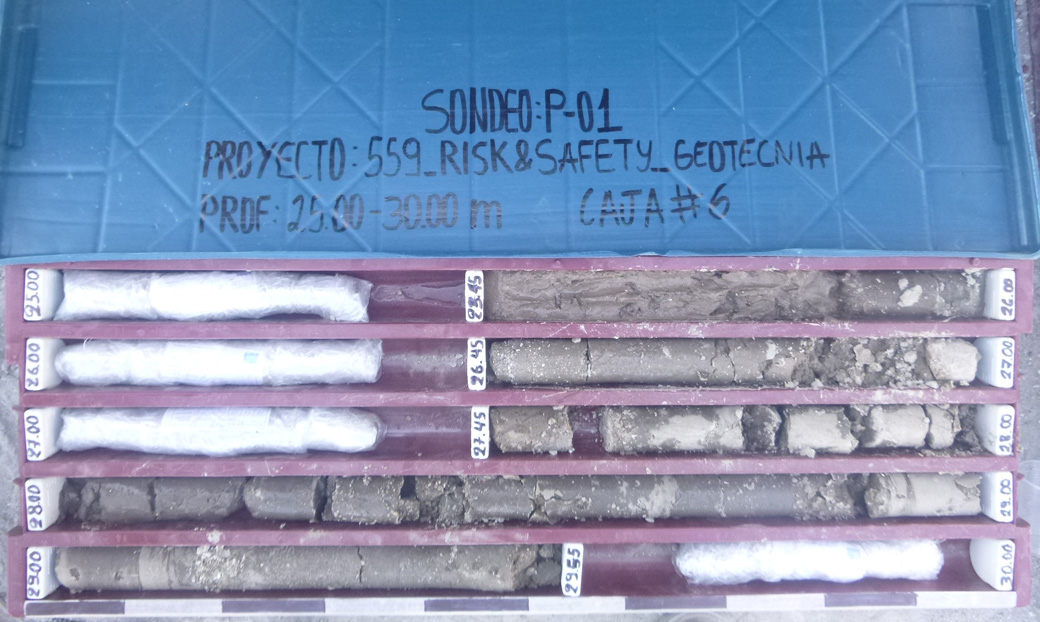 SONDEO: P-01
PROYECTO: 559_RISK&SAFETY_GEOTECNIA
PROF: 25.00-30.00 m CAJA #6
25.00 25.45 26.00
26.00 26.45 27.00
27.00 27.45 28.00
28.00 29.00
29.00 29.55 30.00